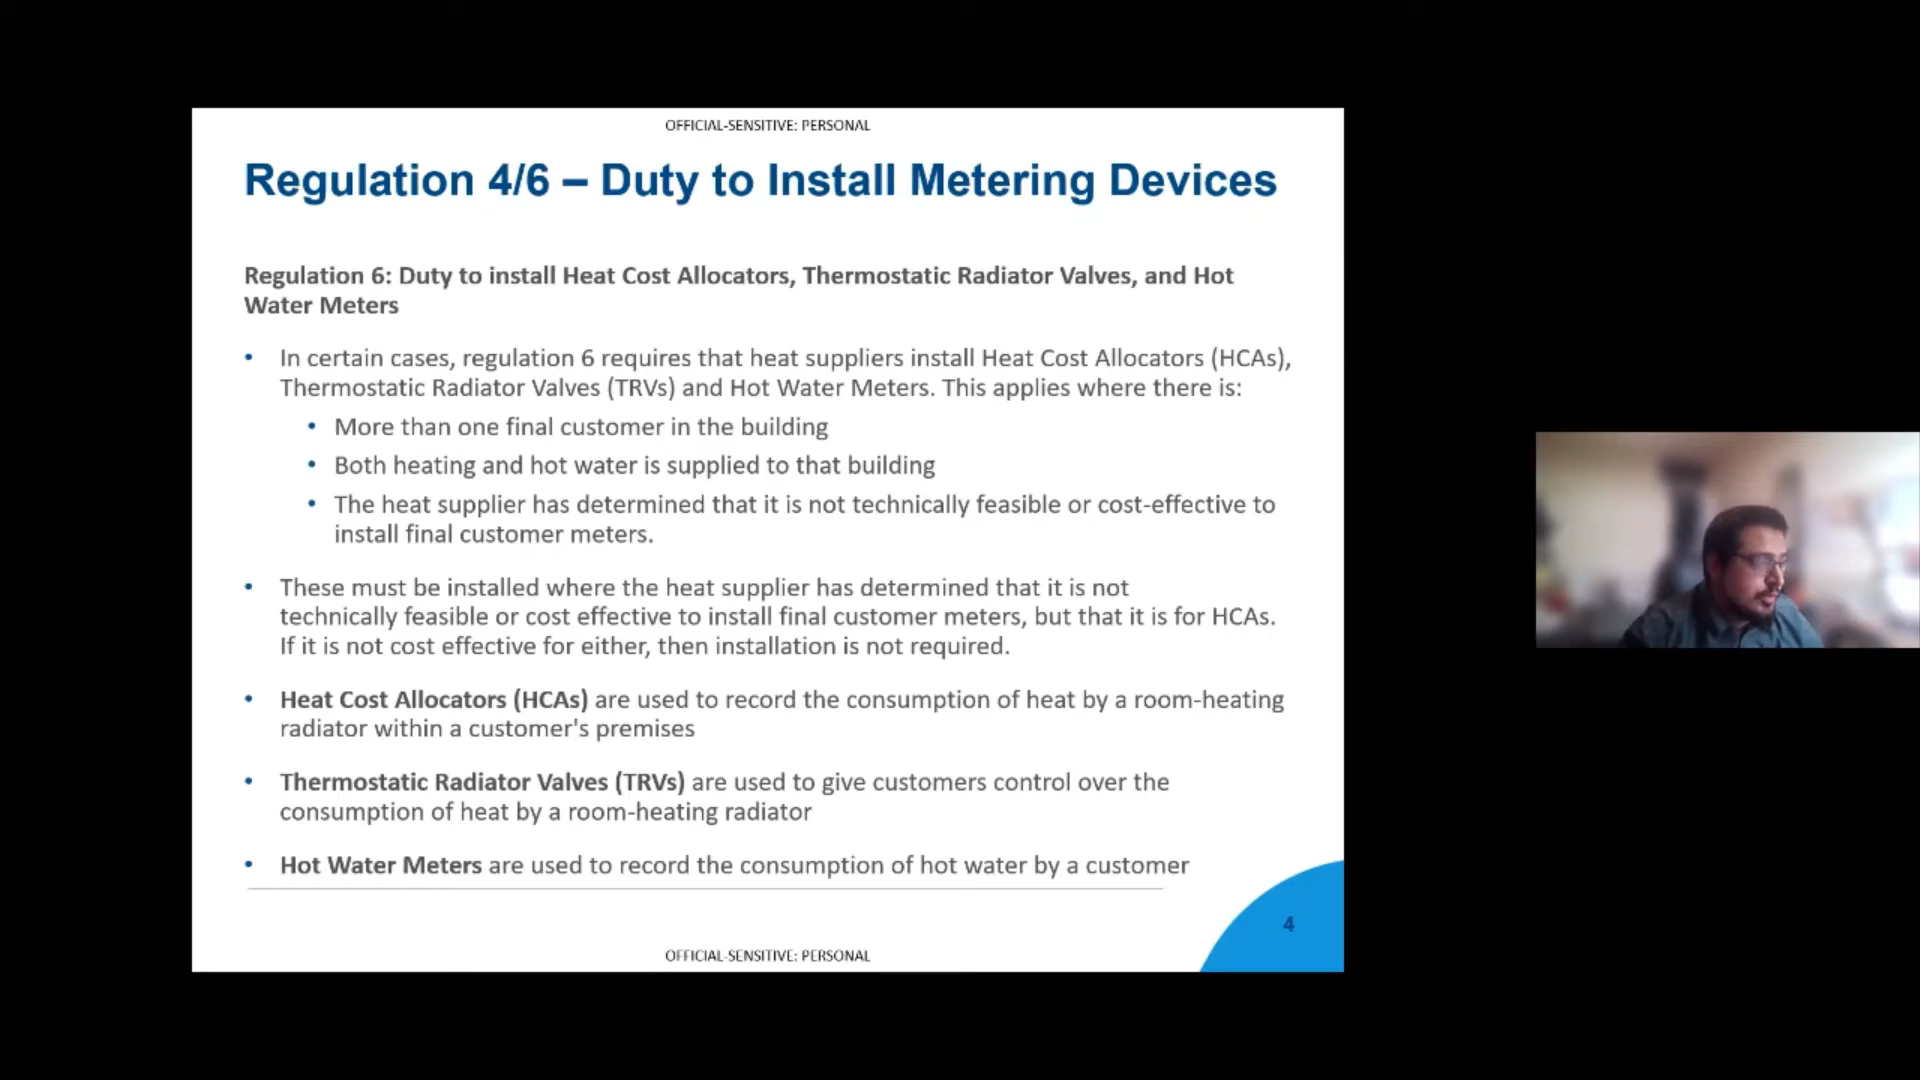 OFFICIAL-SENSITIVE: PERSONAL
Regulation 4/6 – Duty to Install Metering Devices
Regulation 6: Duty to install Heat Cost Allocators, Thermostatic Radiator Valves, and Hot
Water Meters
• In certain cases, regulation 6 requires that heat suppliers install Heat Cost Allocators (HCAs),
Thermostatic Radiator Valves (TRVs) and Hot Water Meters. This applies where there is:
• More than one final customer in the building
• Both heating and hot water is supplied to that building
• The heat supplier has determined that it is not technically feasible or cost-effective to
install final customer meters.
• These must be installed where the heat supplier has determined that it is not
technically feasible or cost effective to install final customer meters, but that it is for HCAs.
If it is not cost effective for either, then installation is not required.
• Heat Cost Allocators (HCAs) are used to record the consumption of heat by a room-heating
radiator within a customer's premises
• Thermostatic Radiator Valves (TRVs) are used to give customers control over the
consumption of heat by a room-heating radiator
• Hot Water Meters are used to record the consumption of hot water by a customer
4
OFFICIAL-SENSITIVE: PERSONAL